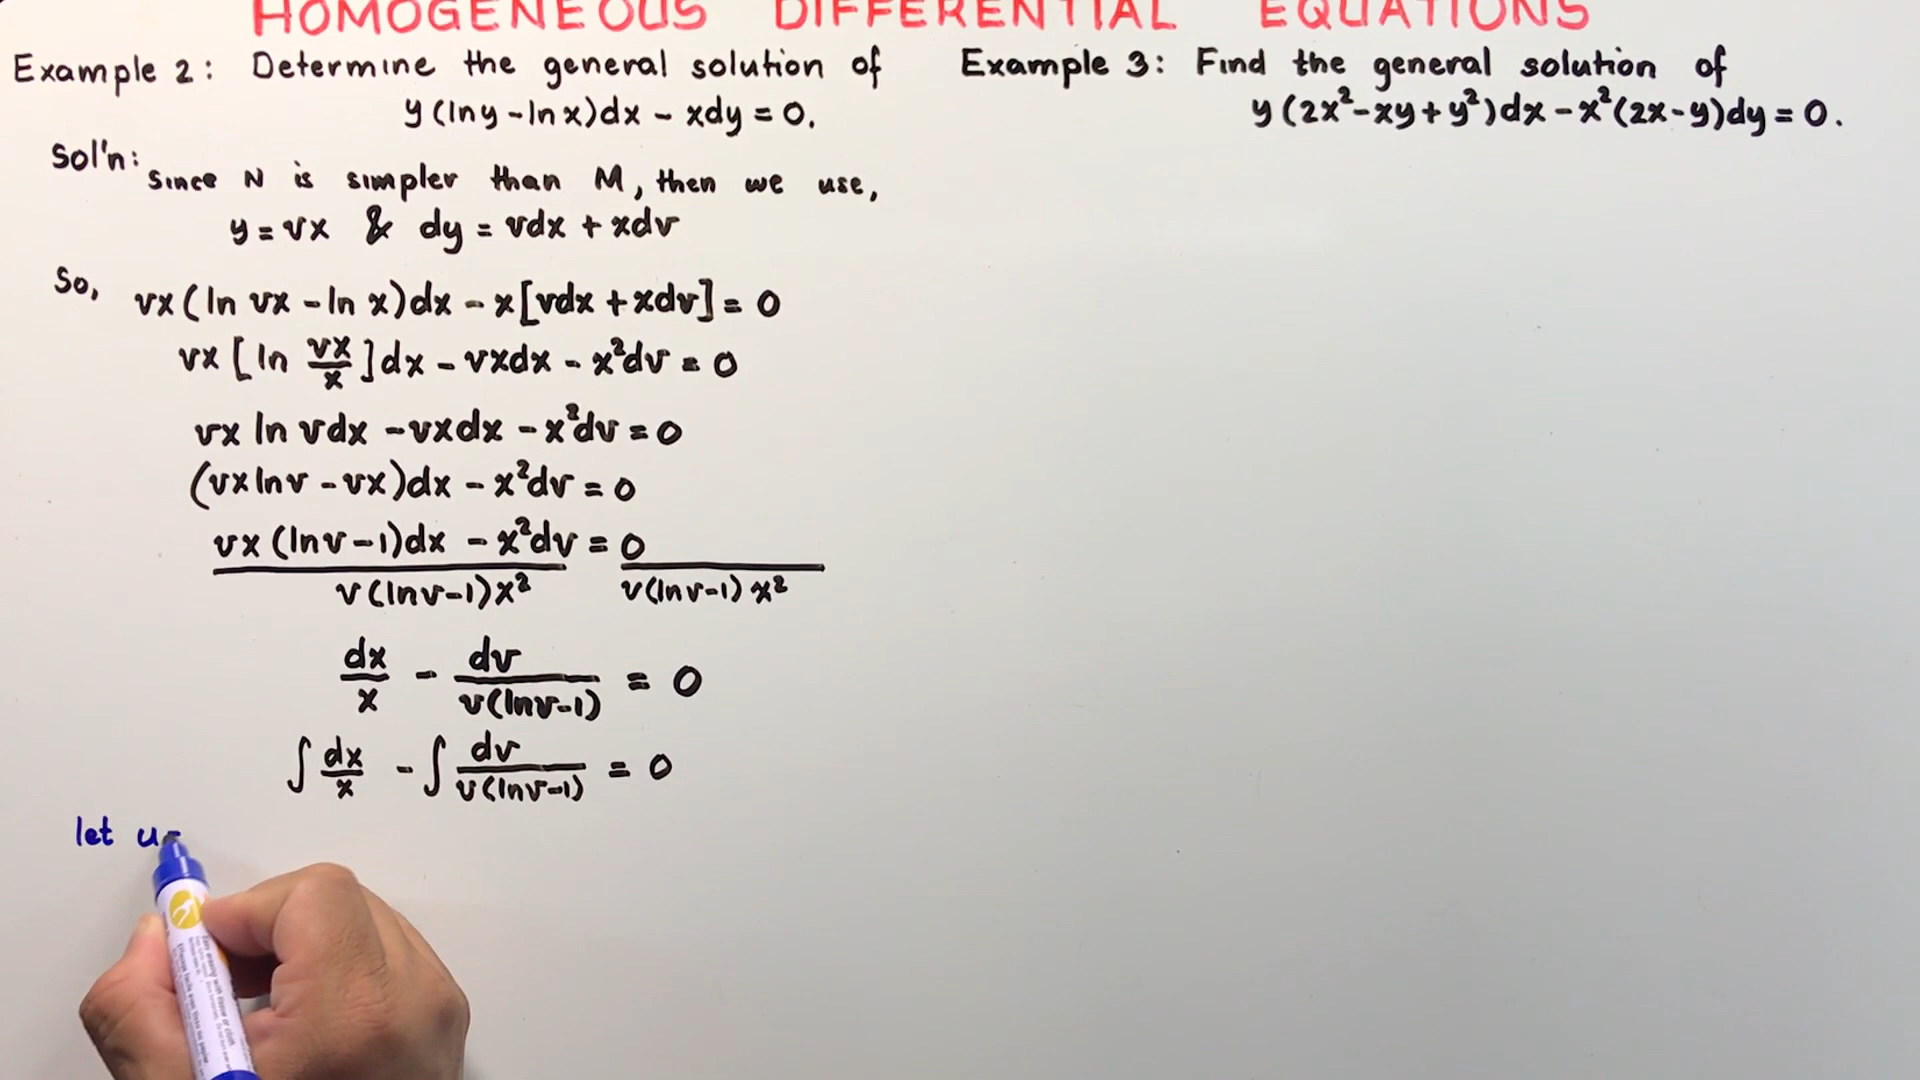 HOMOGENEOUS DIFFERENTIAL EQUATIONS
Example 2: Determine the general solution of
y(lny - lnx)dx - xdy = 0.
Sol'n:
Since N is simpler than M, then we use,
y = vx & dy = vdx + xdv
So,
vx(ln vx - ln x)dx - x[vdx + xdv] = 0
vx[ln vx/x]dx - vxdx - x²dv = 0
vx ln vdx - vxdx - x²dv = 0
(vxlnv - vx)dx - x²dv = 0
vx(lnv-1)dx - x²dv = 0
v(lnv-1)x² v(lnv-1)x²
dx/x - dv/v(lnv-1) = 0
∫dx/x - ∫dv/v(lnv-1) = 0
let u=
Example 3: Find the general solution of
y(2x²-xy+y²)dx - x²(2x-y)dy = 0.